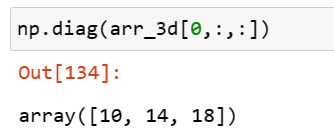 np.diag(arr_3d[0,:,:])
Out[134]:
array([10, 14, 18])